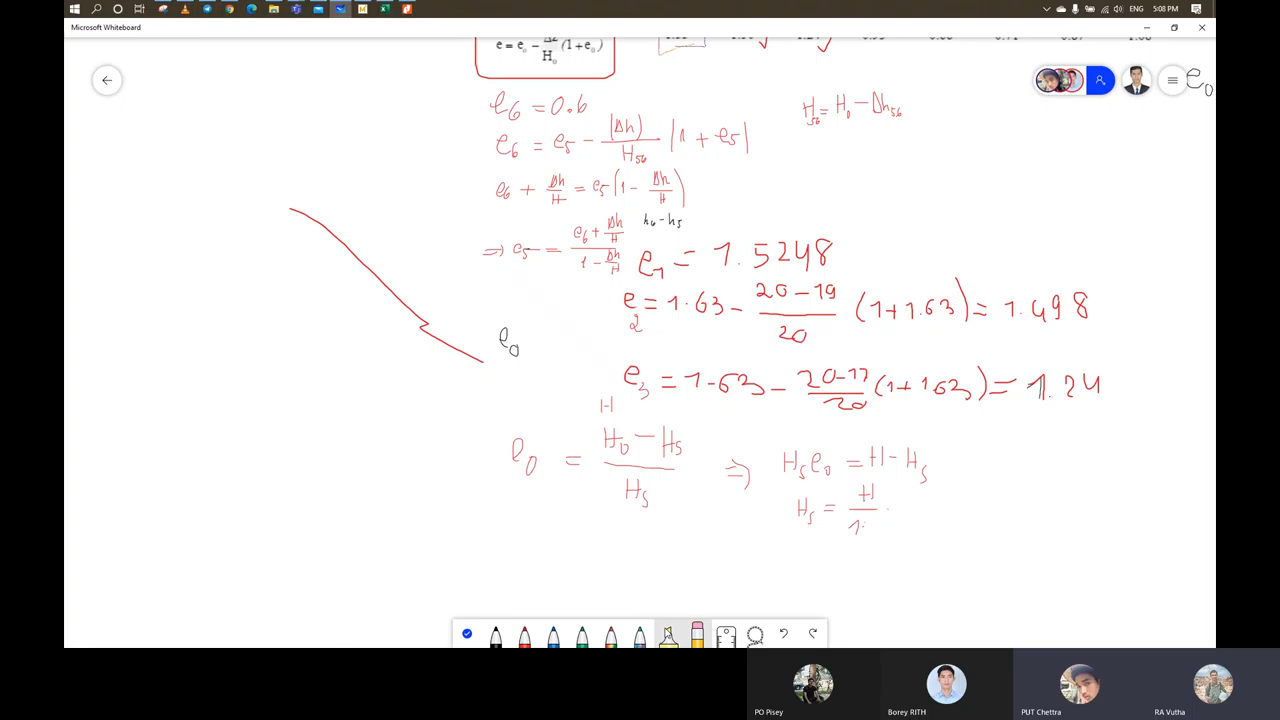 5:08 PM
Microsoft Whiteboard
e = e₀ − /H₀ (1+e₀)
e₀
e₆ = 0.6
H₅₆ = H₀ − Δh₅₆
e₆ = e₅ − (Δh)/H₅₆ |1 + e₅|
e₆ + Δh/H = e₅(1 − Δh/H)
h₆ − h₅
⇒ e₅ = (e₆ + Δh/H)/(1 − Δh/H)
e₁ = 1.5248
e₂ = 1.63 − (20−19)/20 (1+1.63) = 1.498
e₀
e₃ = 1.63 − (20−17)/20 (1+1.63) = 1.24
H
e₀ = (H₀ − Hs)/Hs ⇒ Hs e₀ = H − Hs
Hs = H/1+
PO Pisey
Borey RITH
PUT Chettra
RA Vutha